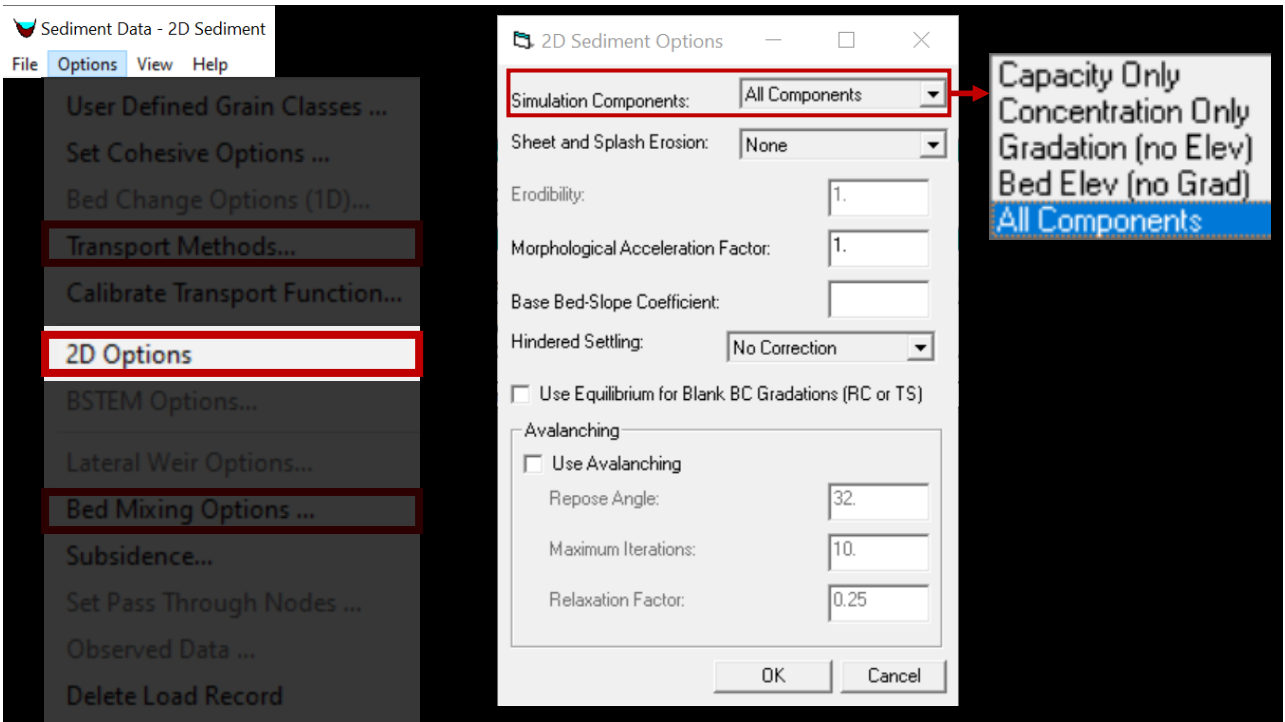 Sediment Data - 2D Sediment
File Options View Help
User Defined Grain Classes ...
Set Cohesive Options ...
Bed Change Options (1D)...
Transport Methods...
Calibrate Transport Function...
2D Options
BSTEM Options...
Lateral Weir Options...
Bed Mixing Options ...
Subsidence...
Set Pass Through Nodes ...
Observed Data ...
Delete Load Record
2D Sediment Options
Simulation Components: All Components
Sheet and Splash Erosion: None
Erodibility: 1.
Morphological Acceleration Factor: 1.
Base Bed-Slope Coefficient:
Hindered Settling: No Correction
Use Equilibrium for Blank BC Gradations (RC or TS)
Avalanching
Use Avalanching
Repose Angle: 32.
Maximum Iterations: 10.
Relaxation Factor: 0.25
OK Cancel
Capacity Only
Concentration Only
Gradation (no Elev)
Bed Elev (no Grad)
All Components